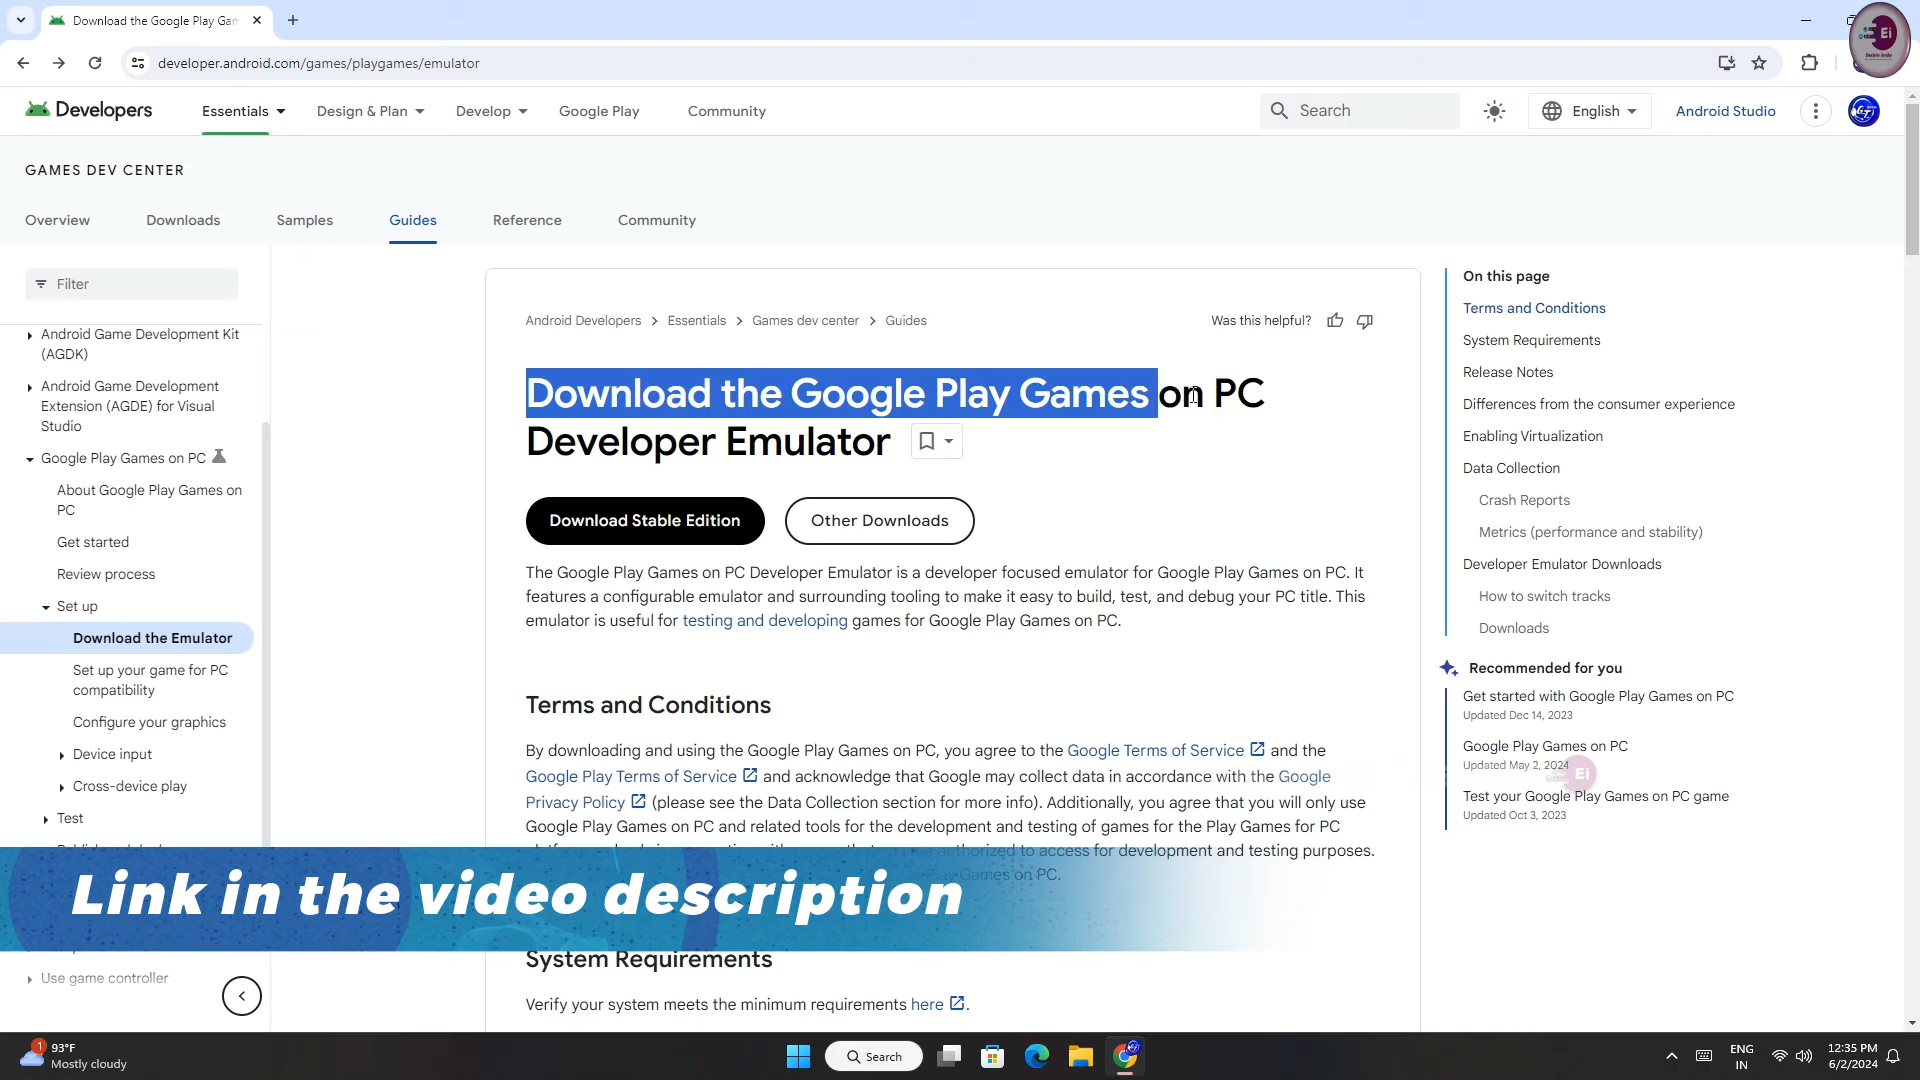 Download the Google Play Gam
developer.android.com/games/playgames/emulator
Ei
Developers
Essentials
Design & Plan
Develop
Google Play
Community
Search
English
Android Studio
GAMES DEV CENTER
Overview
Downloads
Samples
Guides
Reference
Community
Filter
Android Game Development Kit
(AGDK)
Android Game Development
Extension (AGDE) for Visual
Studio
Google Play Games on PC
About Google Play Games on
PC
Get started
Review process
Set up
Download the Emulator
Set up your game for PC
compatibility
Configure your graphics
Device input
Cross-device play
Test
Use game controller
Android Developers > Essentials > Games dev center > Guides
Was this helpful?
Download the Google Play Games on PC
Developer Emulator
Download Stable Edition
Other Downloads
The Google Play Games on PC Developer Emulator is a developer focused emulator for Google Play Games on PC. It
features a configurable emulator and surrounding tooling to make it easy to build, test, and debug your PC title. This
emulator is useful for testing and developing games for Google Play Games on PC.
Terms and Conditions
By downloading and using the Google Play Games on PC, you agree to the Google Terms of Service and the
Google Play Terms of Service and acknowledge that Google may collect data in accordance with the Google
Privacy Policy (please see the Data Collection section for more info). Additionally, you agree that you will only use
Google Play Games on PC and related tools for the development and testing of games for the Play Games for PC
authorized to access for development and testing purposes.
Play Games on PC.
Link in the video description
System Requirements
Verify your system meets the minimum requirements here.
On this page
Terms and Conditions
System Requirements
Release Notes
Differences from the consumer experience
Enabling Virtualization
Data Collection
Crash Reports
Metrics (performance and stability)
Developer Emulator Downloads
How to switch tracks
Downloads
Recommended for you
Get started with Google Play Games on PC
Updated Dec 14, 2023
Google Play Games on PC
Updated May 2, 2024
Ei
Test your Google Play Games on PC game
Updated Oct 3, 2023
1
93°F
Mostly cloudy
Search
ENG
IN
12:35 PM
6/2/2024